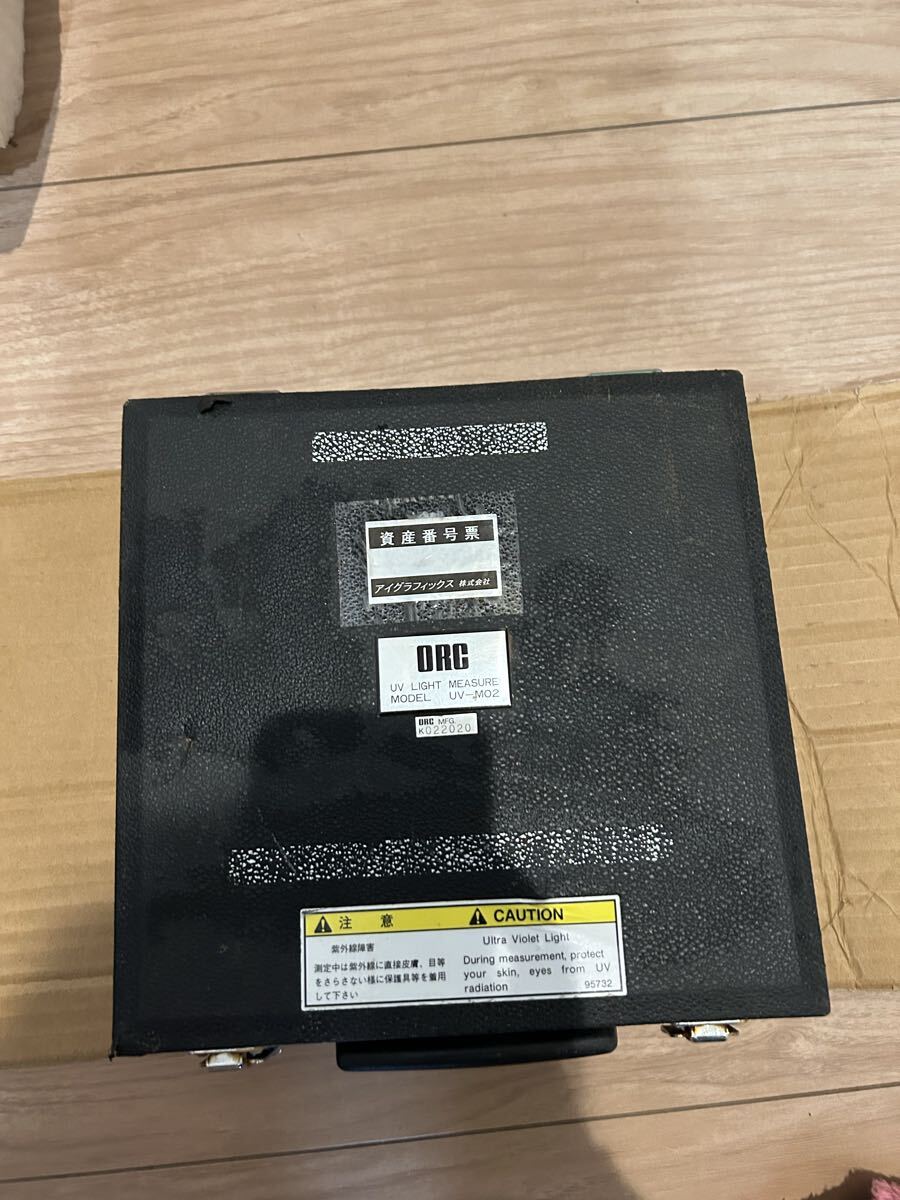 資産番号票
アイグラフィックス 株式会社
ORC
UV LIGHT MEASURE
MODEL UV-M02
ORC MFG.
K022020
注 意
紫外線障害
測定中は紫外線に直接皮膚、目等
をさらさない様に保護具等を着用
して下さい
CAUTION
Ultra Violet Light
During measurement, protect
your skin, eyes from UV
radiation
95732